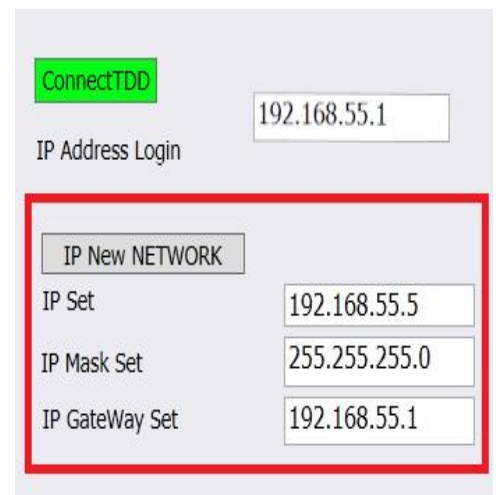 ConnectTDD
192.168.55.1
IP Address Login
IP New NETWORK
IP Set
192.168.55.5
IP Mask Set
255.255.255.0
IP GateWay Set
192.168.55.1